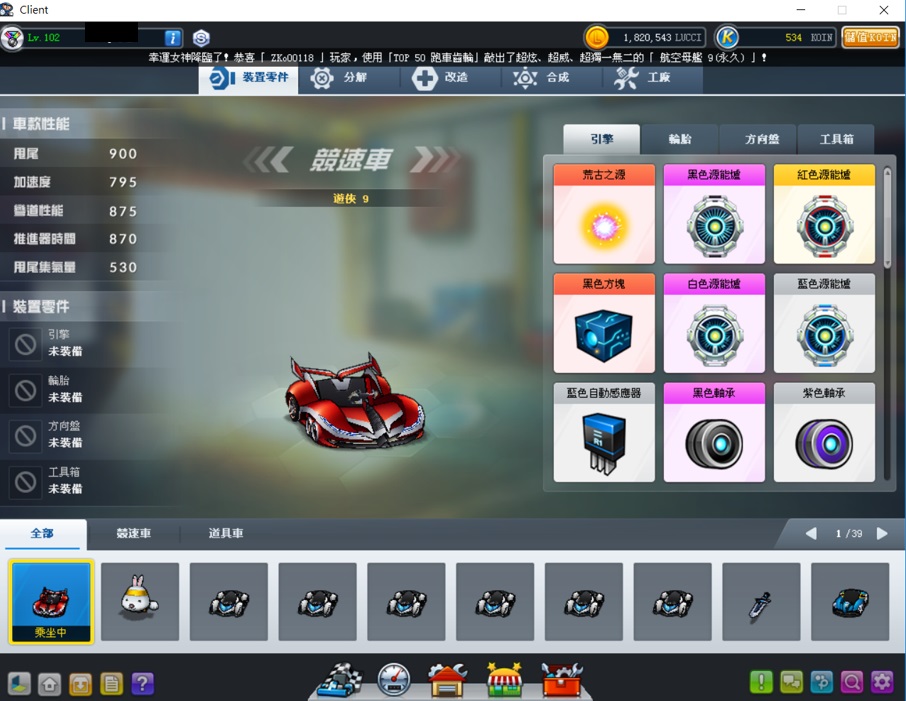 Client
Lv. 102
1,820,543 LUCCI
534 KOIN
儲值KOIN
幸運女神降臨了! 恭喜「 ZK600118 」玩家,使用「TOP 50 跑車齒輪」敲出了超炫、超威、超獨一無二的「 航空母艦 9(永久) 」!
裝置零件
分解
改造
合成
工廠
車款性能
甩尾 900
加速度 795
彎道性能 875
推進器時間 870
甩尾集氣量 530
競速車
遊俠 9
引擎
輪胎
方向盤
工具箱
荒古之源
黑色源能爐
紅色源能爐
黑色方塊
白色源能爐
藍色源能爐
藍色自動感應器
黑色軸承
紫色軸承
R1
裝置零件
引擎
未裝備
輪胎
未裝備
方向盤
未裝備
工具箱
未裝備
全部
競速車
道具車
1 / 39
乘坐中